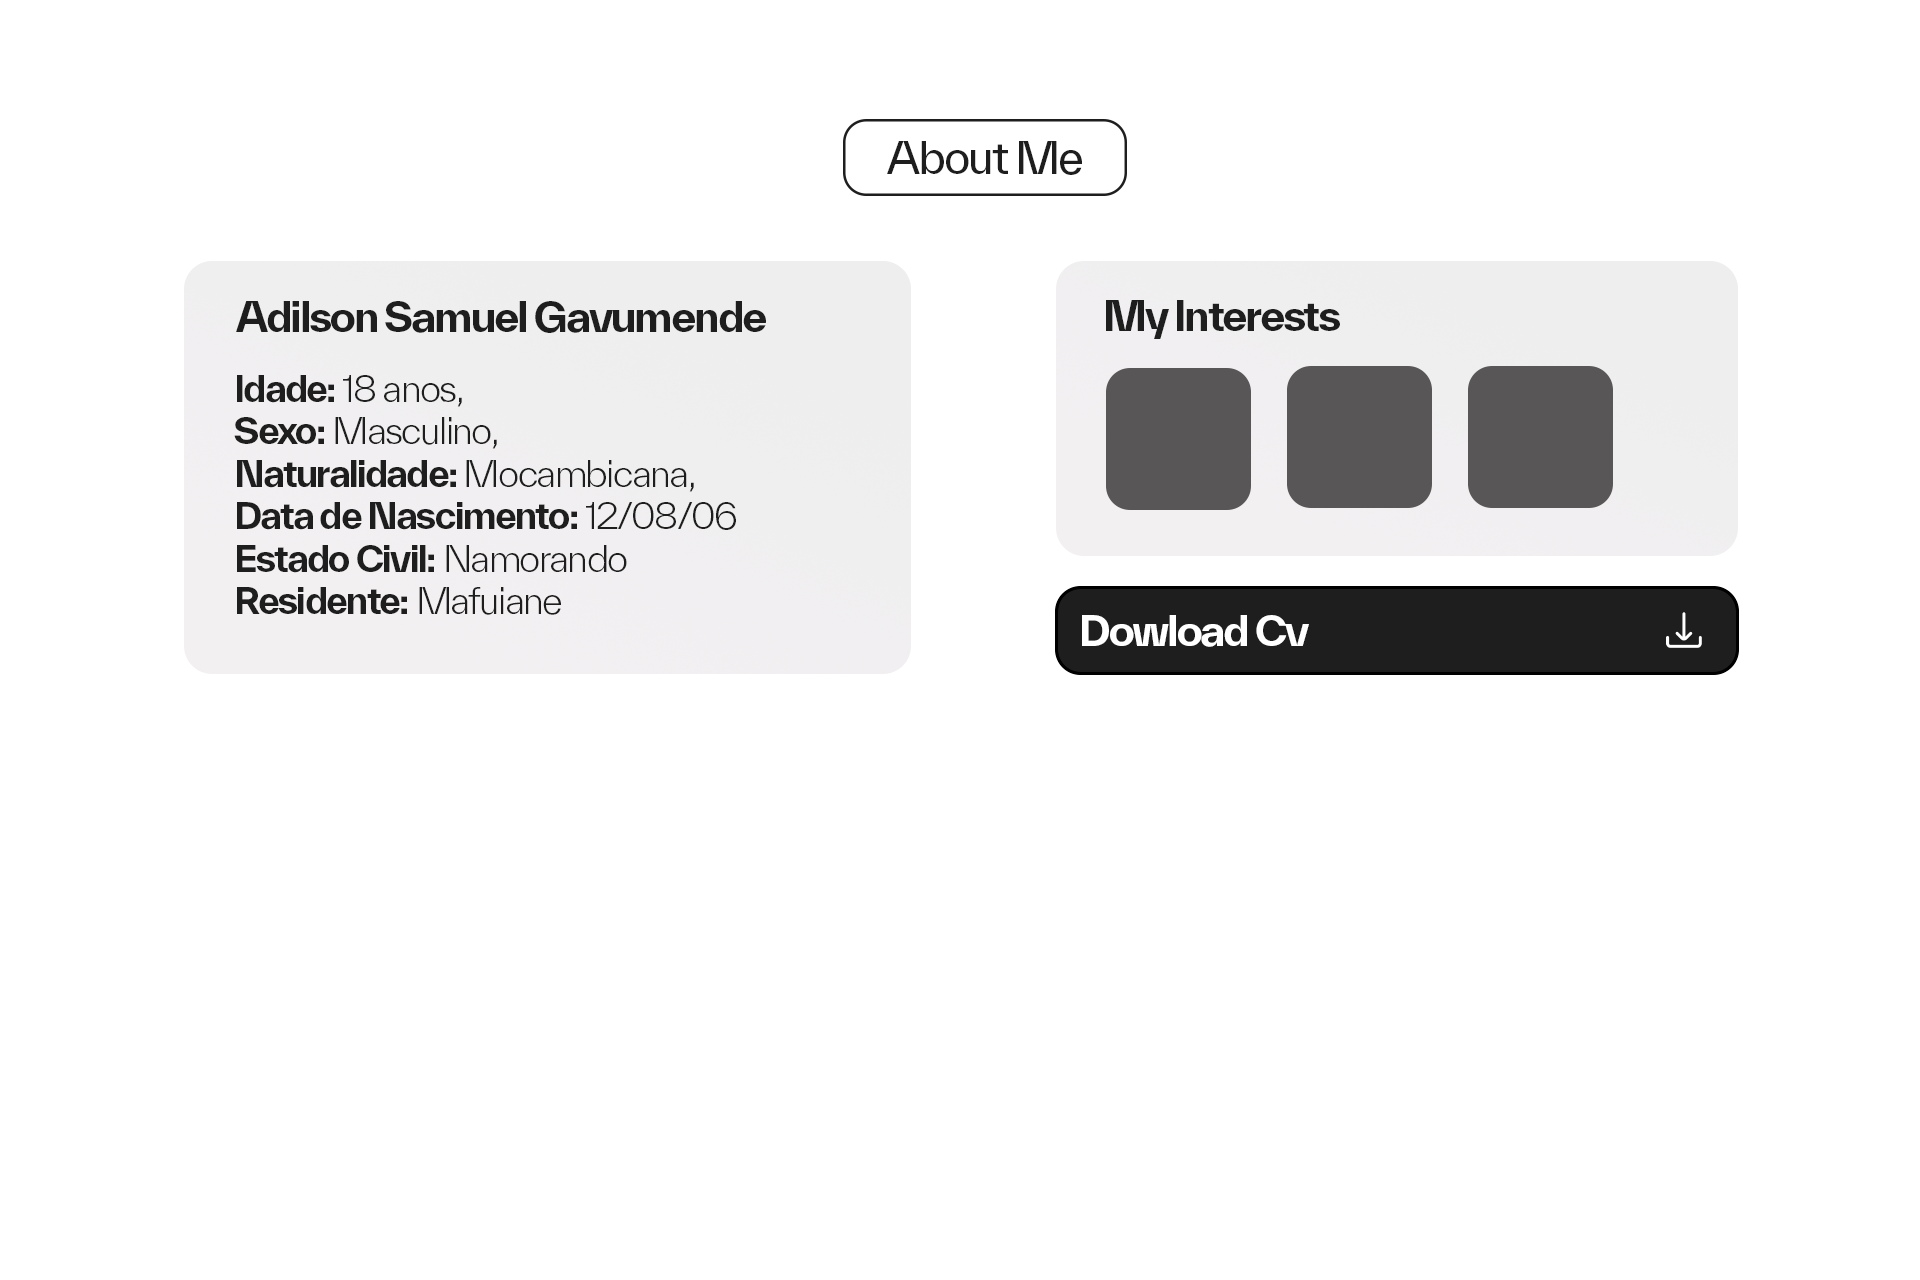 About Me
Adilson Samuel Gavumende
Idade: 18 anos,
Sexo: Masculino,
Naturalidade: Mocambicana,
Data de Nascimento: 12/08/06
Estado Civil: Namorando
Residente: Mafuiane
My Interests
Dowload Cv